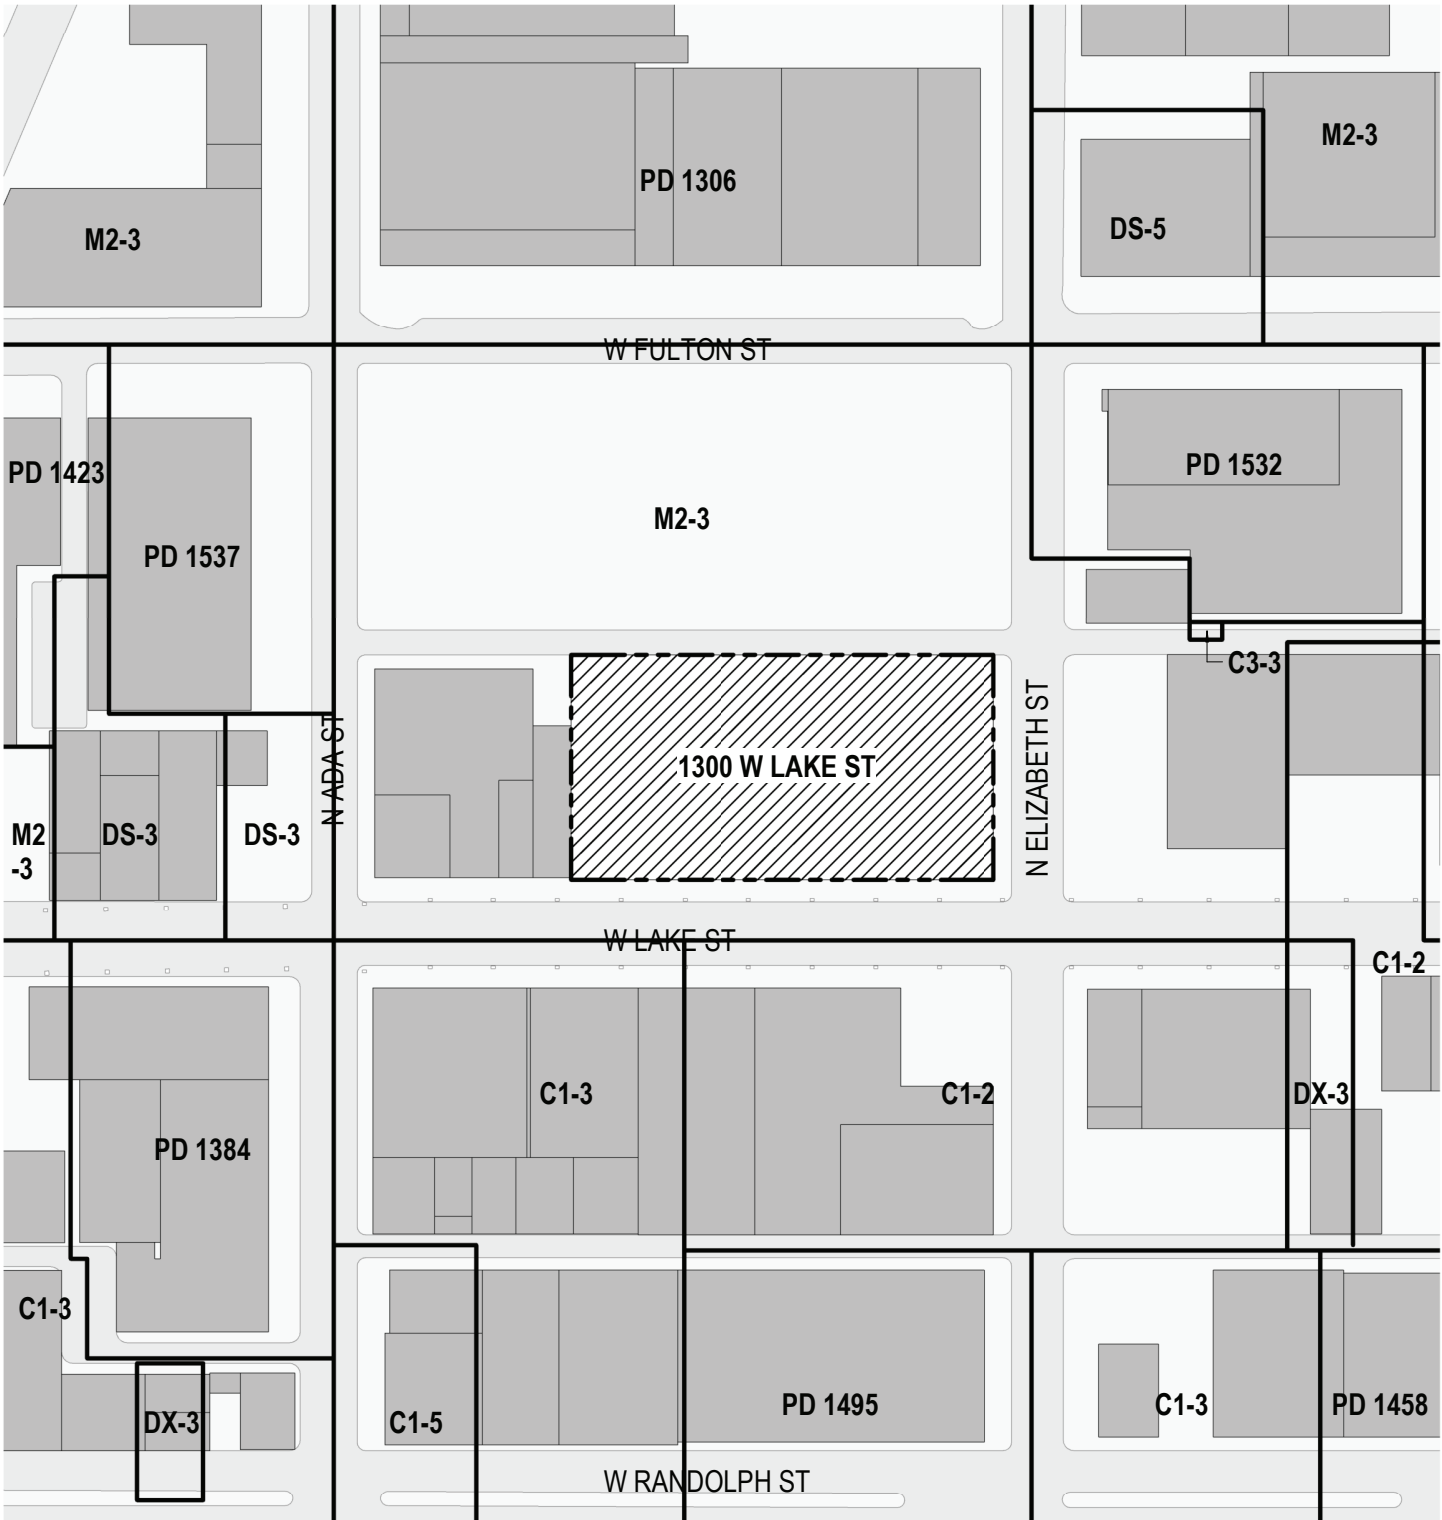 M2-3
PD 1306
DS-5
M2-3
W FULTON ST
PD 1423
PD 1537
M2-3
PD 1532
C3-3
N ADA ST
1300 W LAKE ST
N ELIZABETH ST
M2
-3
DS-3
DS-3
W LAKE ST
C1-2
PD 1384
C1-3
C1-2
DX-3
C1-3
DX-3
C1-5
PD 1495
C1-3
PD 1458
W RANDOLPH ST